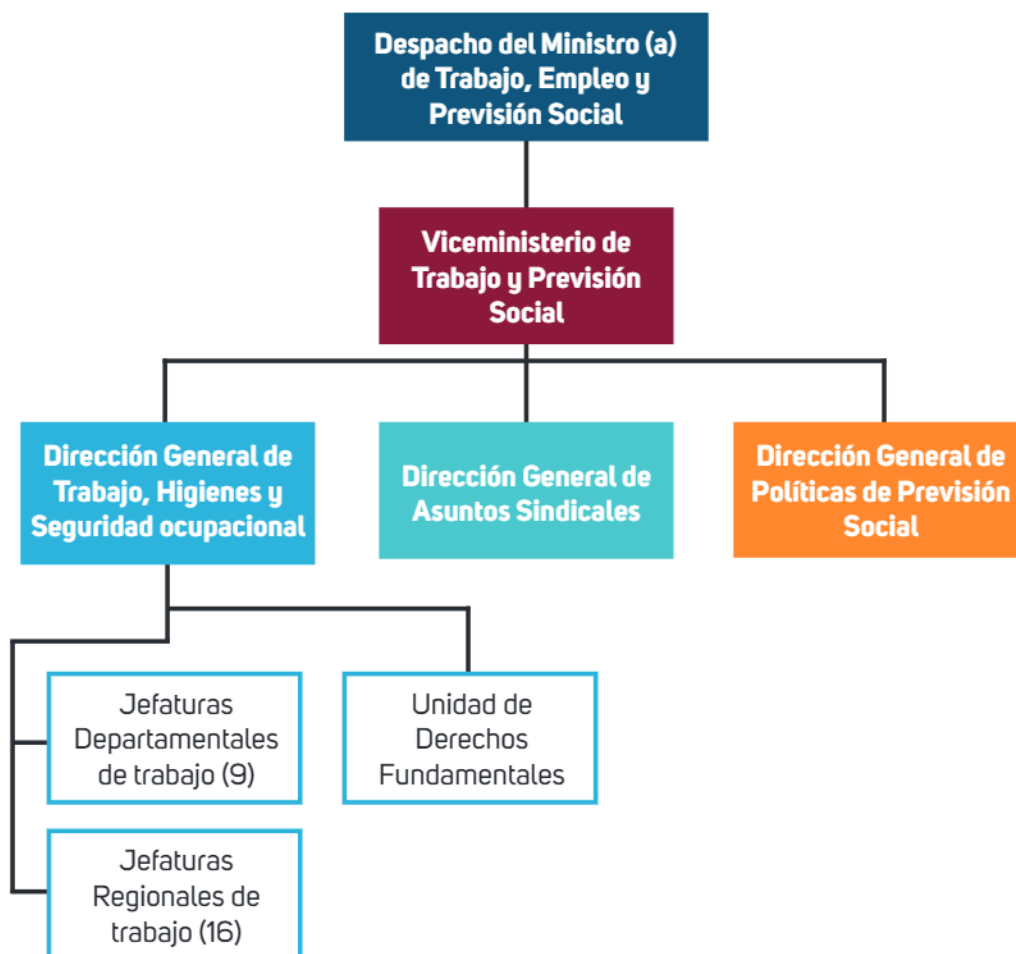 Despacho del Ministro (a)
de Trabajo, Empleo y
Previsión Social
Viceministerio de
Trabajo y Previsión
Social
Dirección General de
Trabajo, Higienes y
Seguridad ocupacional
Dirección General de
Asuntos Sindicales
Dirección General de
Políticas de Previsión
Social
Jefaturas
Departamentales
de trabajo (9)
Unidad de
Derechos
Fundamentales
Jefaturas
Regionales de
trabajo (16)